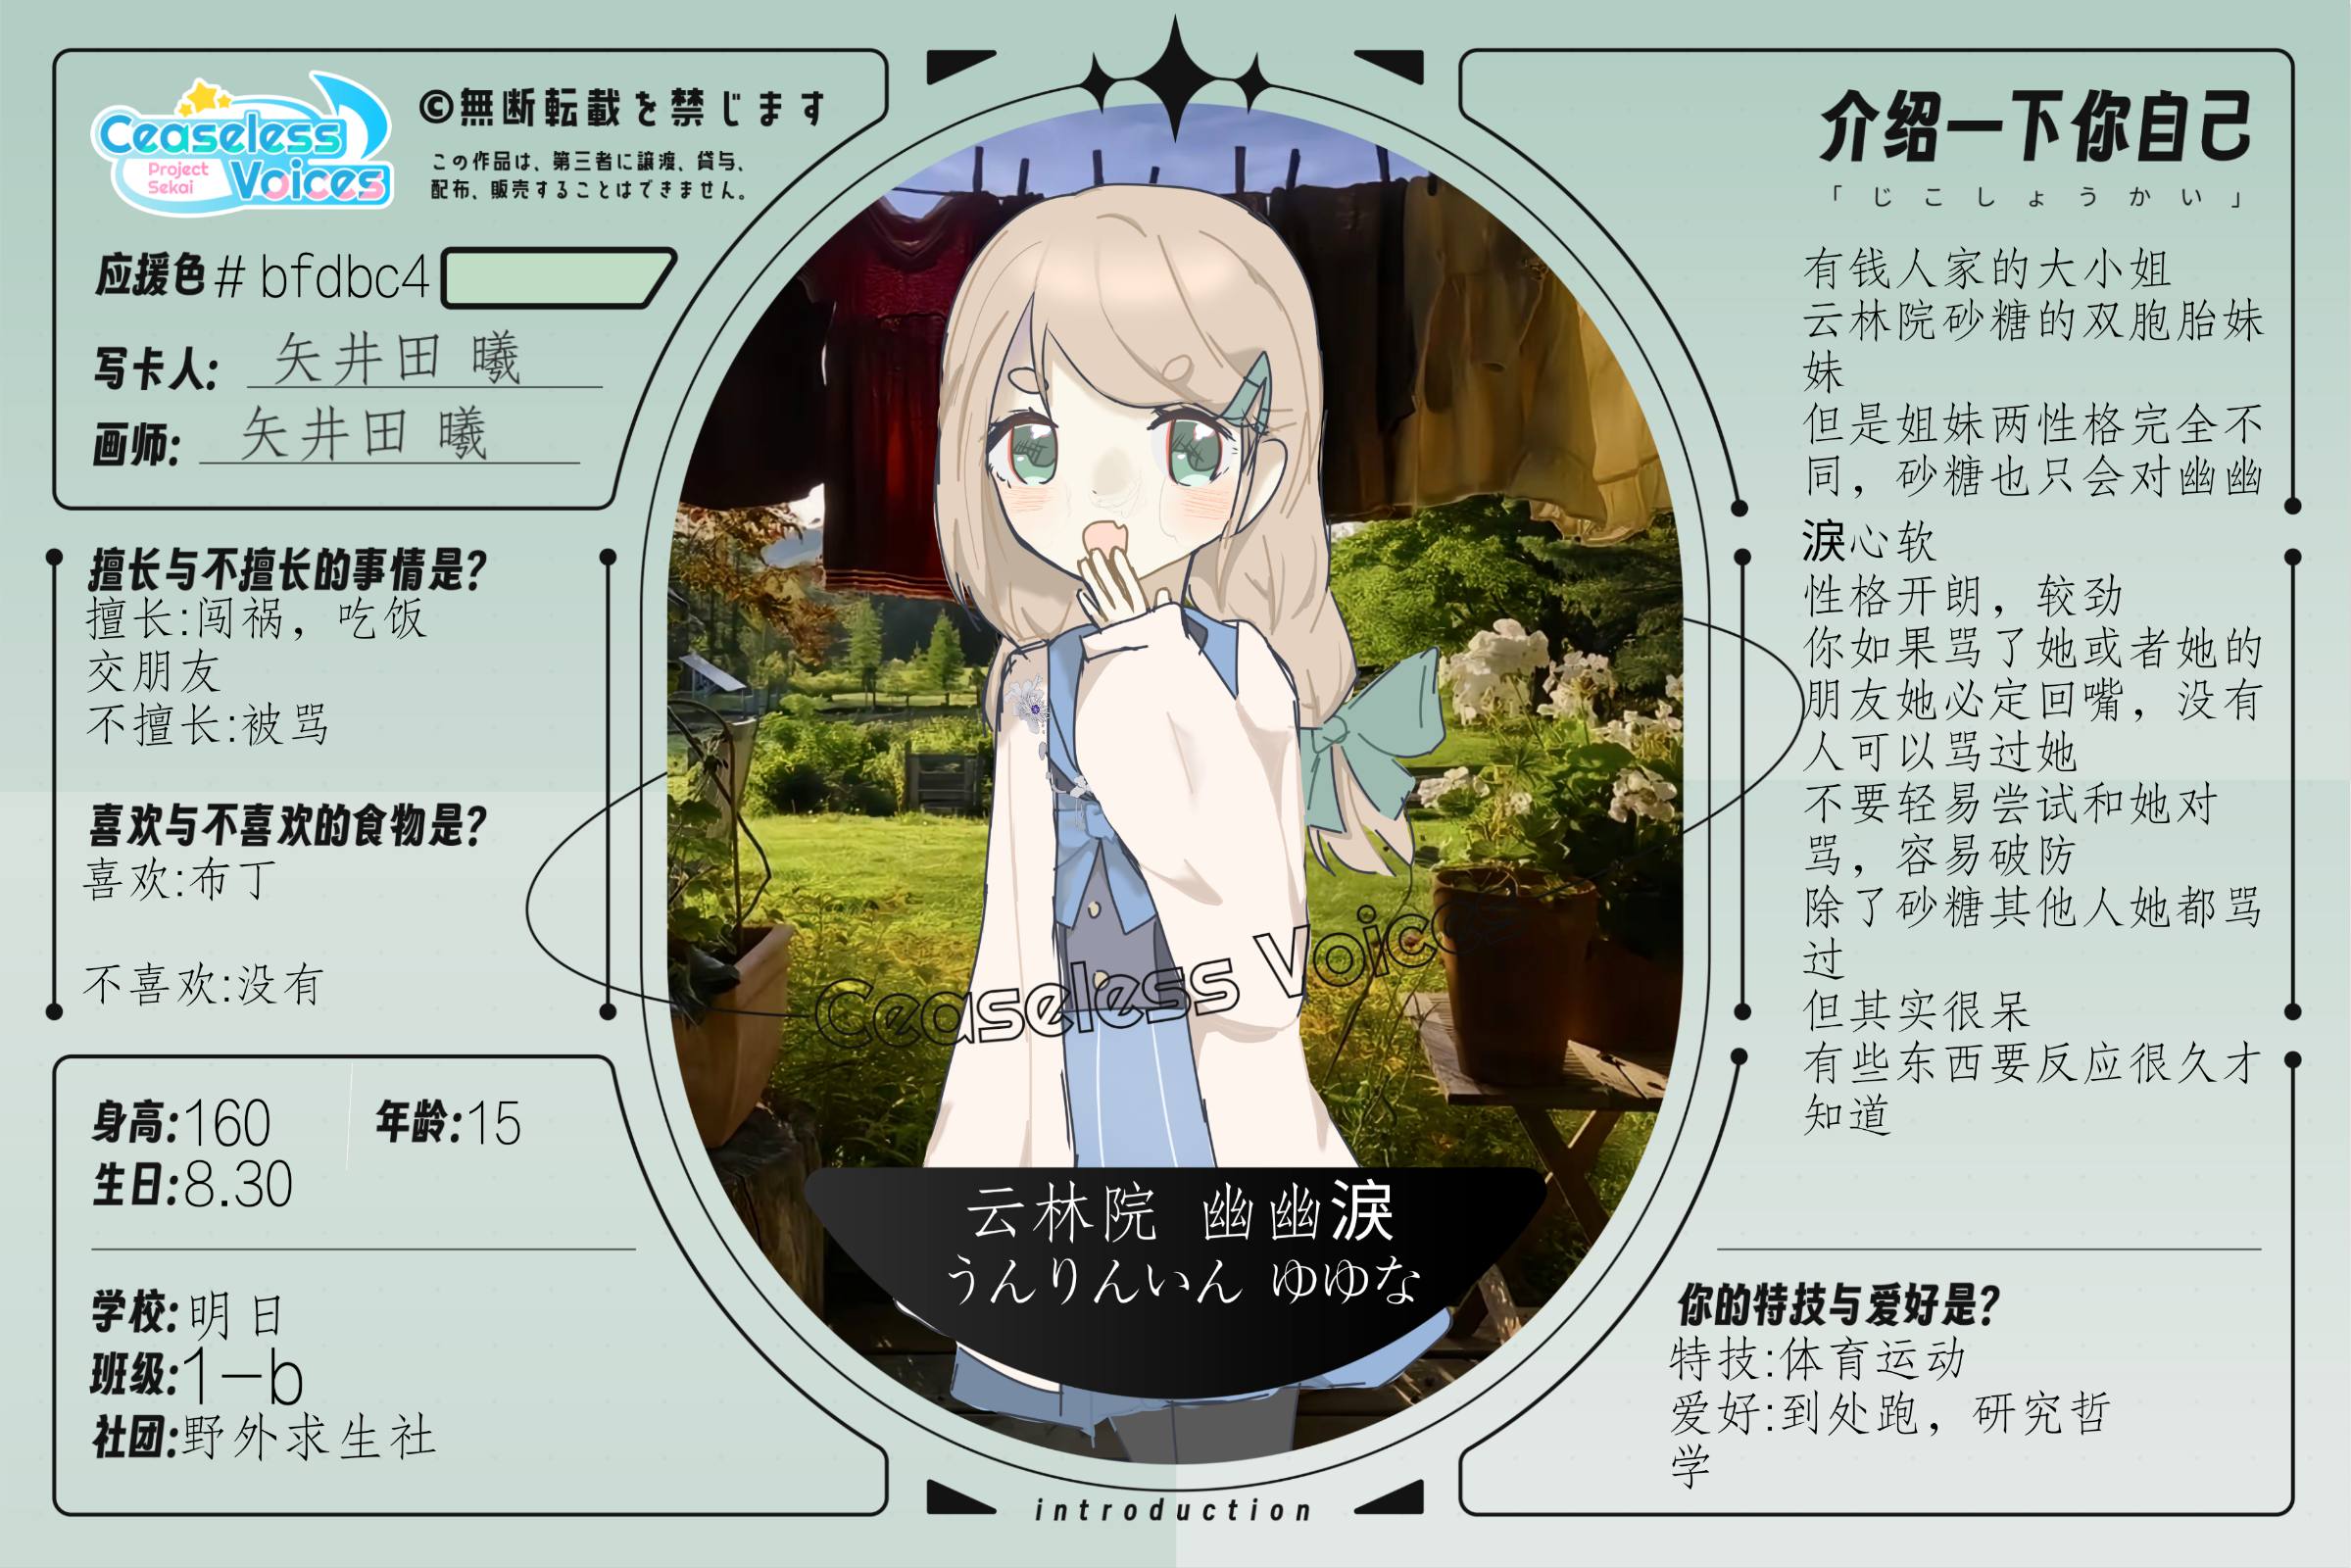 Ceaseless
Project
Sekai
Voices
©無断転載を禁じます
この作品は、第三者に譲渡、貸与、
配布、販売することはできません。
应援色# bfdbc4
写卡人: 矢井田 曦
画师: 矢井田 曦
擅长与不擅长的事情是?
擅长:闯祸，吃饭
交朋友
不擅长:被骂
喜欢与不喜欢的食物是?
喜欢:布丁
不喜欢:没有
身高:160 年龄:15
生日:8.30
学校:明日
班级:1-b
社团:野外求生社
Ceaseless Voices
云林院 幽幽淚
うんりんいん ゆゆな
introduction
介绍一下你自己
「じこしょうかい」
有钱人家的大小姐
云林院砂糖的双胞胎妹
妹
但是姐妹两性格完全不
同，砂糖也只会对幽幽
淚心软
性格开朗，较劲
你如果骂了她或者她的
朋友她必定回嘴，没有
人可以骂过她
不要轻易尝试和她对
骂，容易破防
除了砂糖其他人她都骂
过
但其实很呆
有些东西要反应很久才
知道
你的特技与爱好是?
特技:体育运动
爱好:到处跑，研究哲
学